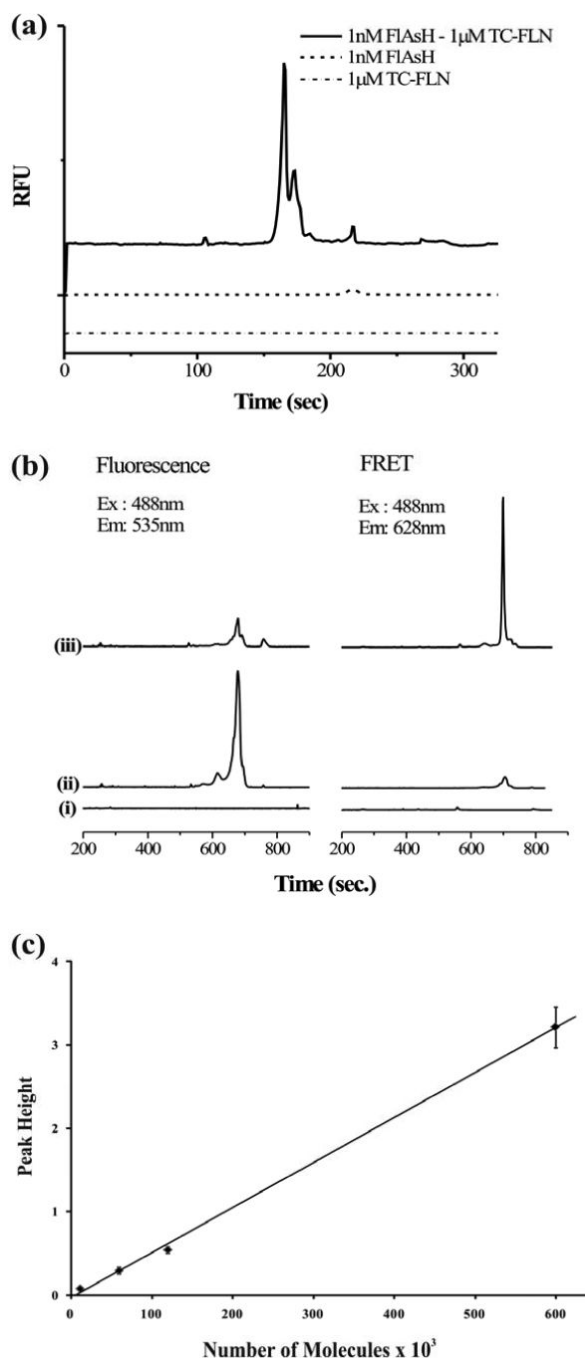 (a)
1nM FlAsH - 1μM TC-FLN
1nM FlAsH
1μM TC-FLN
RFU
0 100 200 300
Time (sec)
(b)
Fluorescence FRET
Ex : 488nm Ex : 488nm
Em: 535nm Em: 628nm
(iii)
(ii)
(i)
200 400 600 800 200 400 600 800
Time (sec.)
(c)
4
3
2
1
0
Peak Height
0 100 200 300 400 500 600
Number of Molecules x 10³